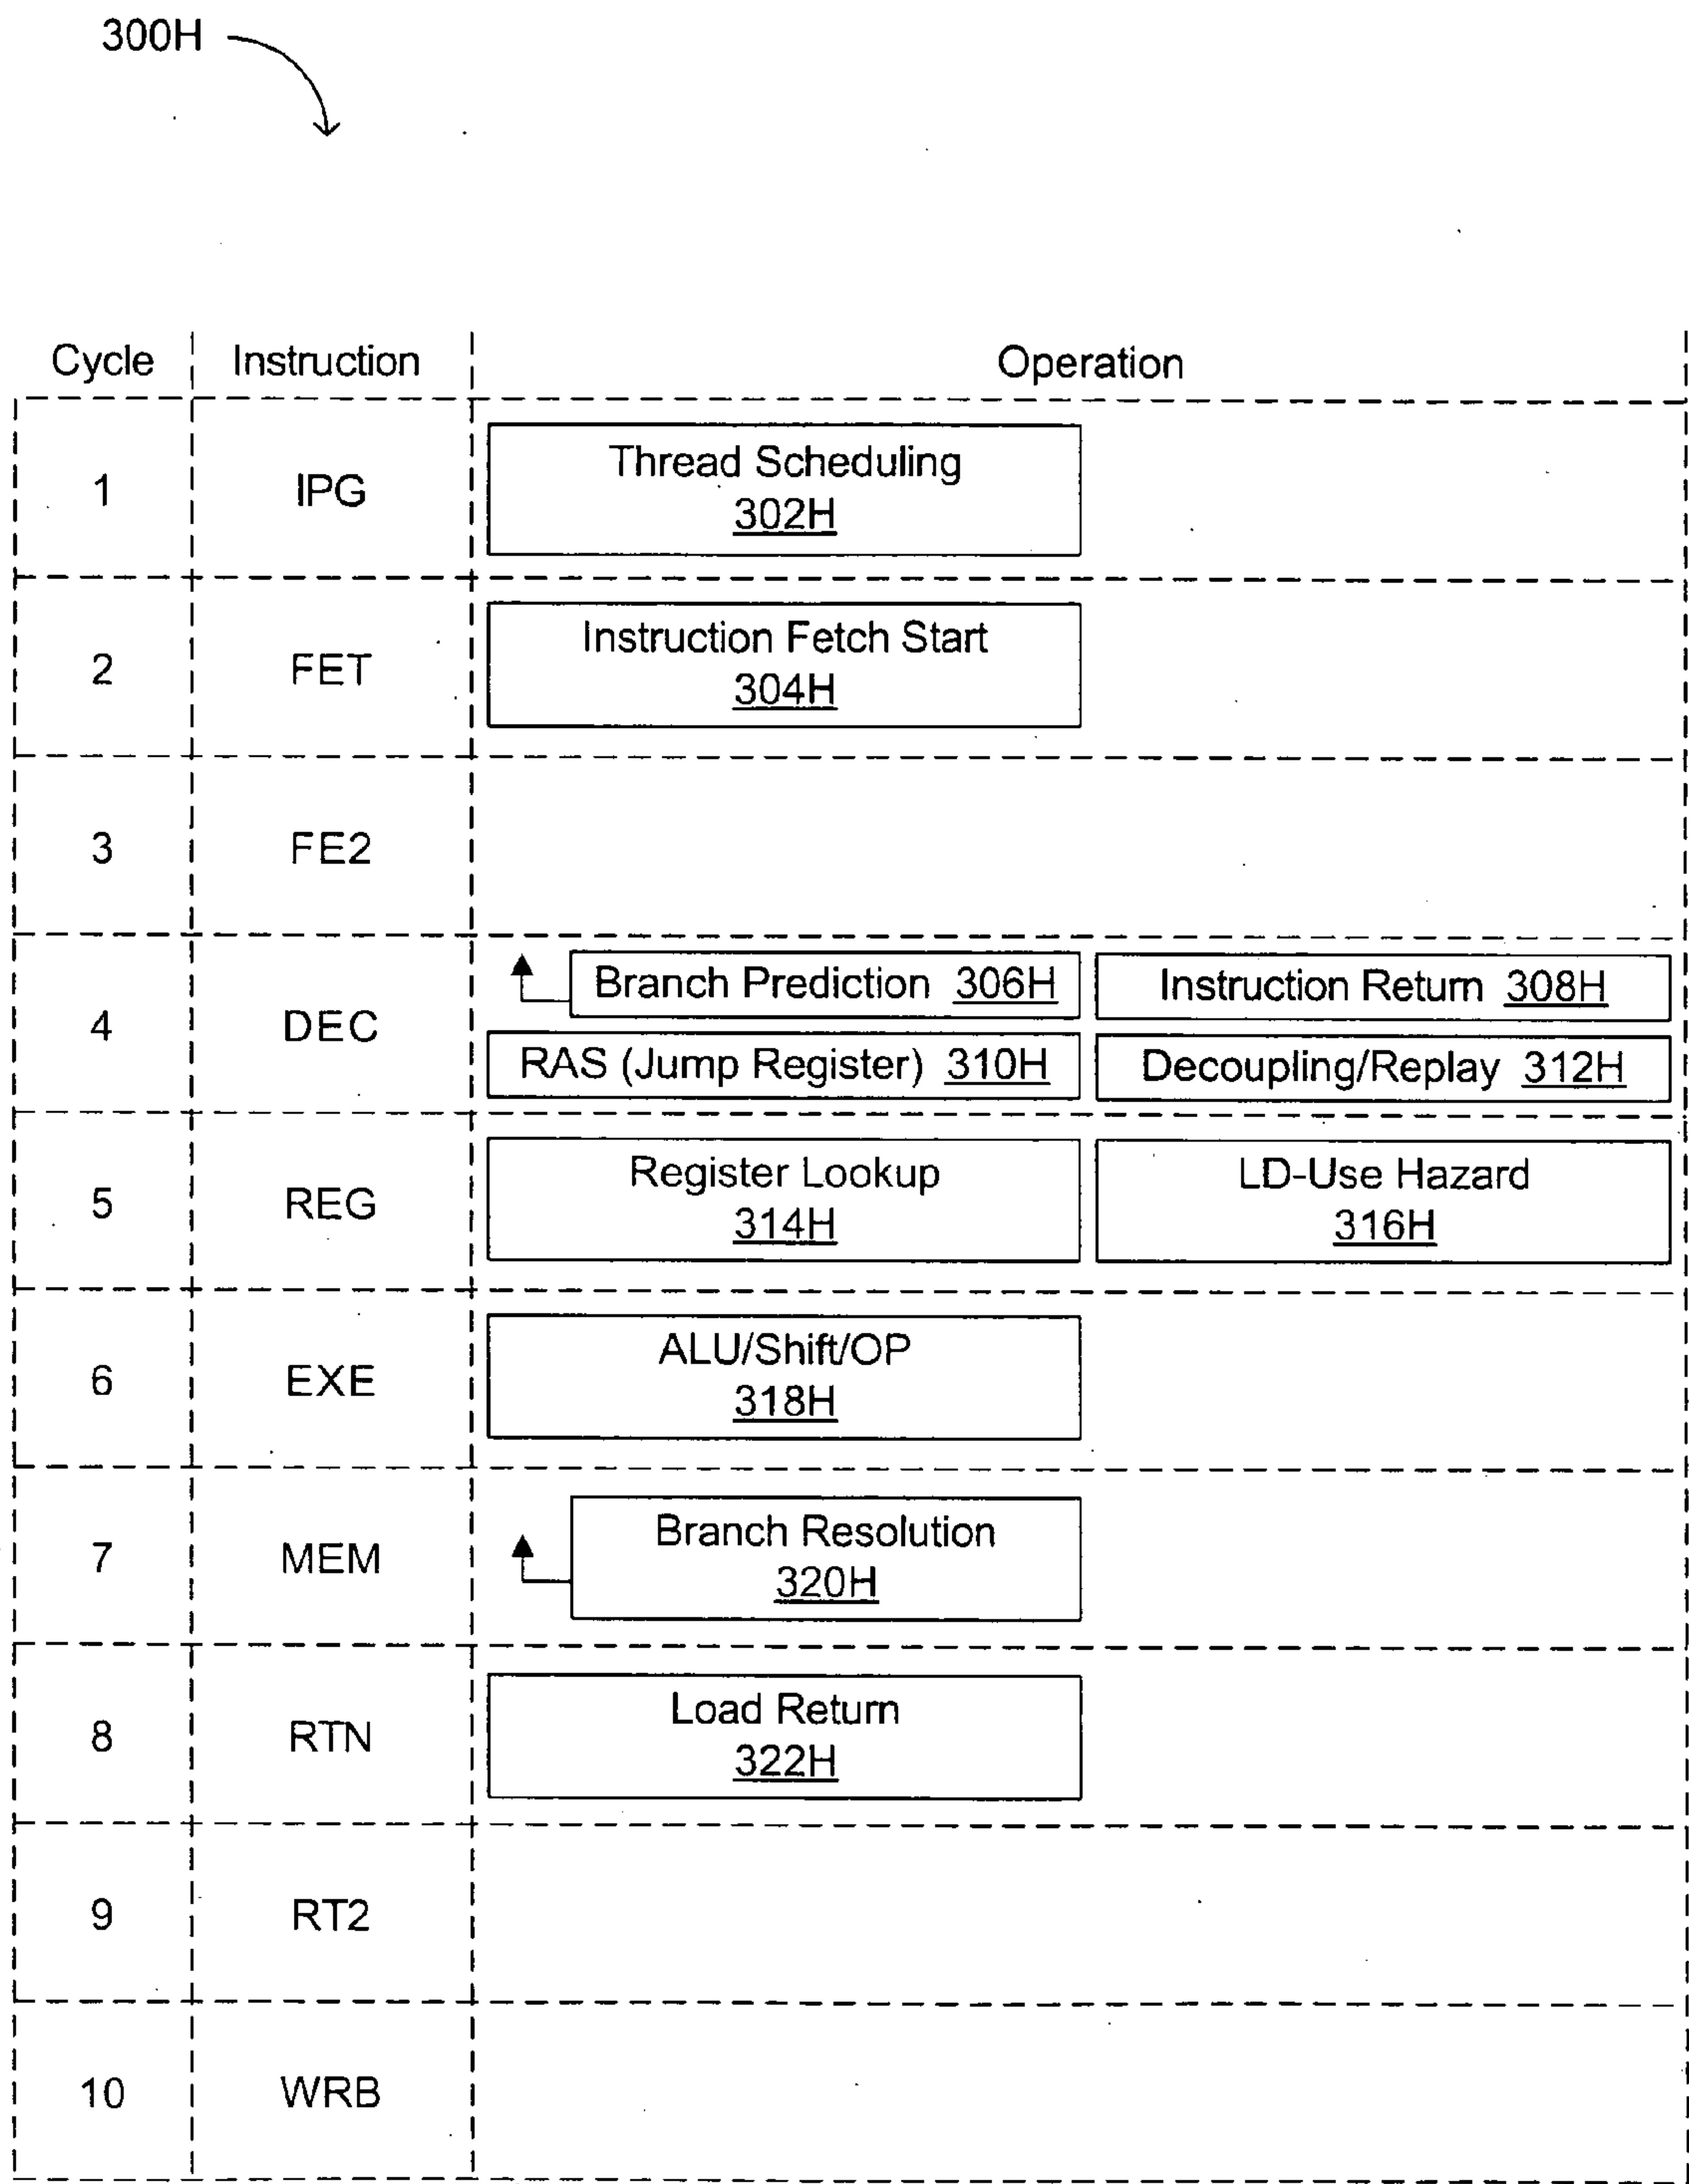 300H
Cycle Instruction Operation
1 IPG Thread Scheduling
302H
2 FET Instruction Fetch Start
304H
3 FE2
4 DEC Branch Prediction 306H Instruction Return 308H
RAS (Jump Register) 310H Decoupling/Replay 312H
5 REG Register Lookup LD-Use Hazard
314H 316H
6 EXE ALU/Shift/OP
318H
7 MEM Branch Resolution
320H
8 RTN Load Return
322H
9 RT2
10 WRB